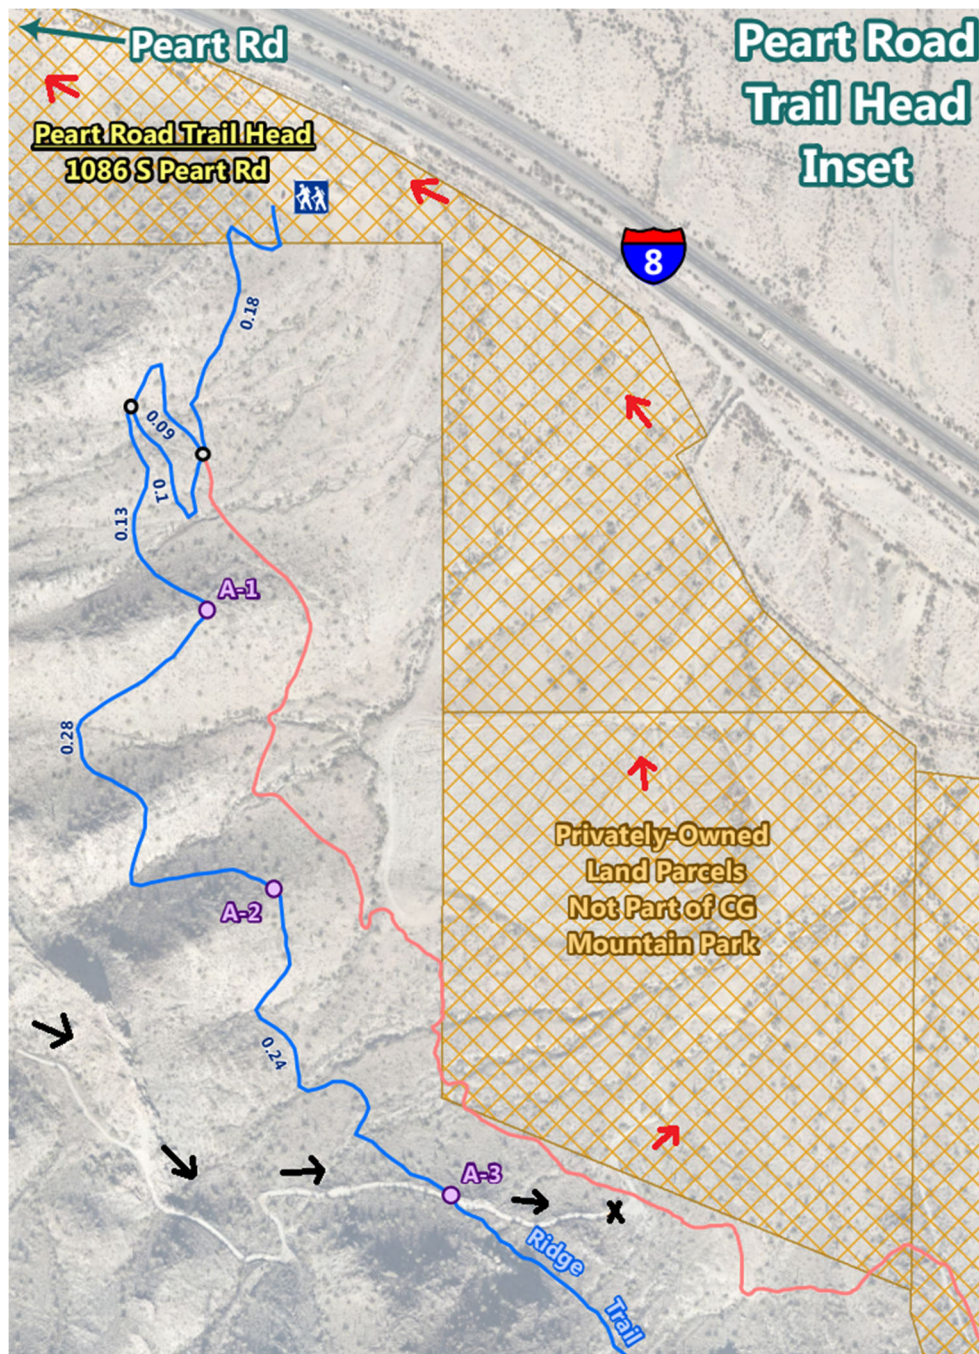 Peart Rd
Peart Road
Trail Head
Inset
Peart Road Trail Head
1086 S Peart Rd
8
0.18
0.09
0.1
0.13
A-1
0.28
Privately-Owned
Land Parcels
Not Part of CG
Mountain Park
A-2
0.24
A-3
x
Ridge
Trail